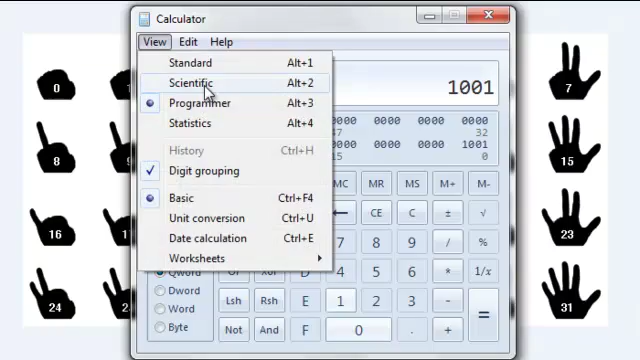 Calculator
View Edit Help
Standard Alt+1
Scientific Alt+2
Programmer Alt+3
Statistics Alt+4
History Ctrl+H
Digit grouping
Basic Ctrl+F4
Unit conversion Ctrl+U
Date calculation Ctrl+E
Worksheets
1001
0000 0000 0000
47 32
0000 0000 1001
15 0
MC MR MS M+ M-
CE C ± √
7 8 9 / %
4 5 6 * 1/x
Lsh Rsh E 1 2 3 - =
Not And F 0 . +
Qword
Dword
Word
Byte
0
7
8
15
16
23
24
31